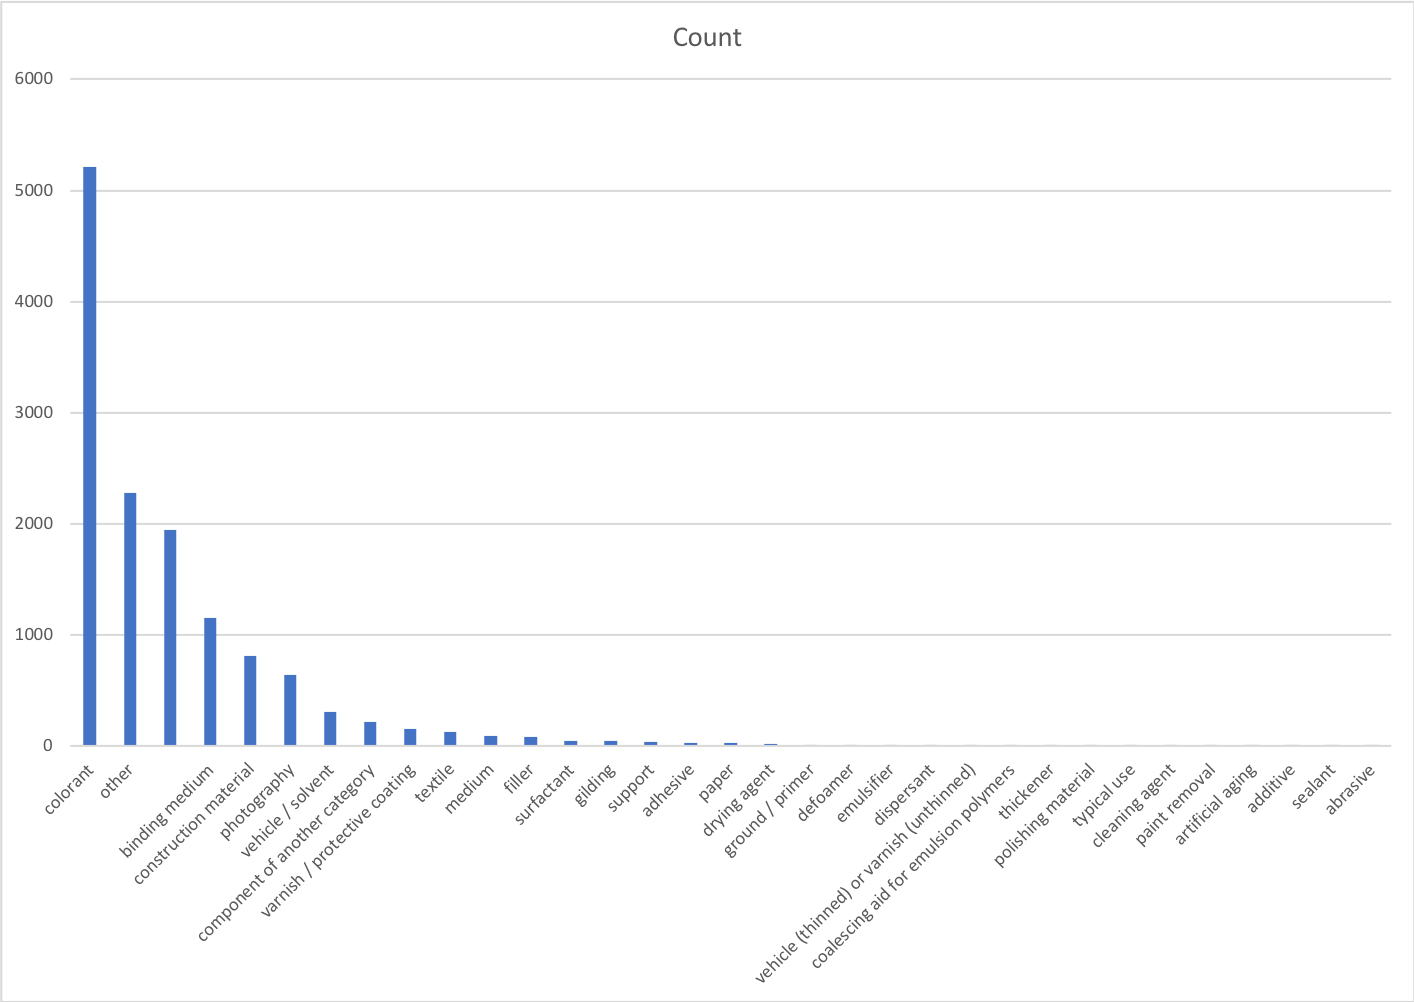 Count
6000
5000
4000
3000
2000
1000
0
colorant
other
binding medium
construction material
photography
vehicle / solvent
component of another category
varnish / protective coating
textile
medium
filler
surfactant
gilding
support
adhesive
paper
drying agent
ground / primer
defoamer
emulsifier
dispersant
vehicle (thinned) or varnish (unthinned)
coalescing aid for emulsion polymers
thickener
polishing material
typical use
cleaning agent
paint removal
artificial aging
additive
sealant
abrasive